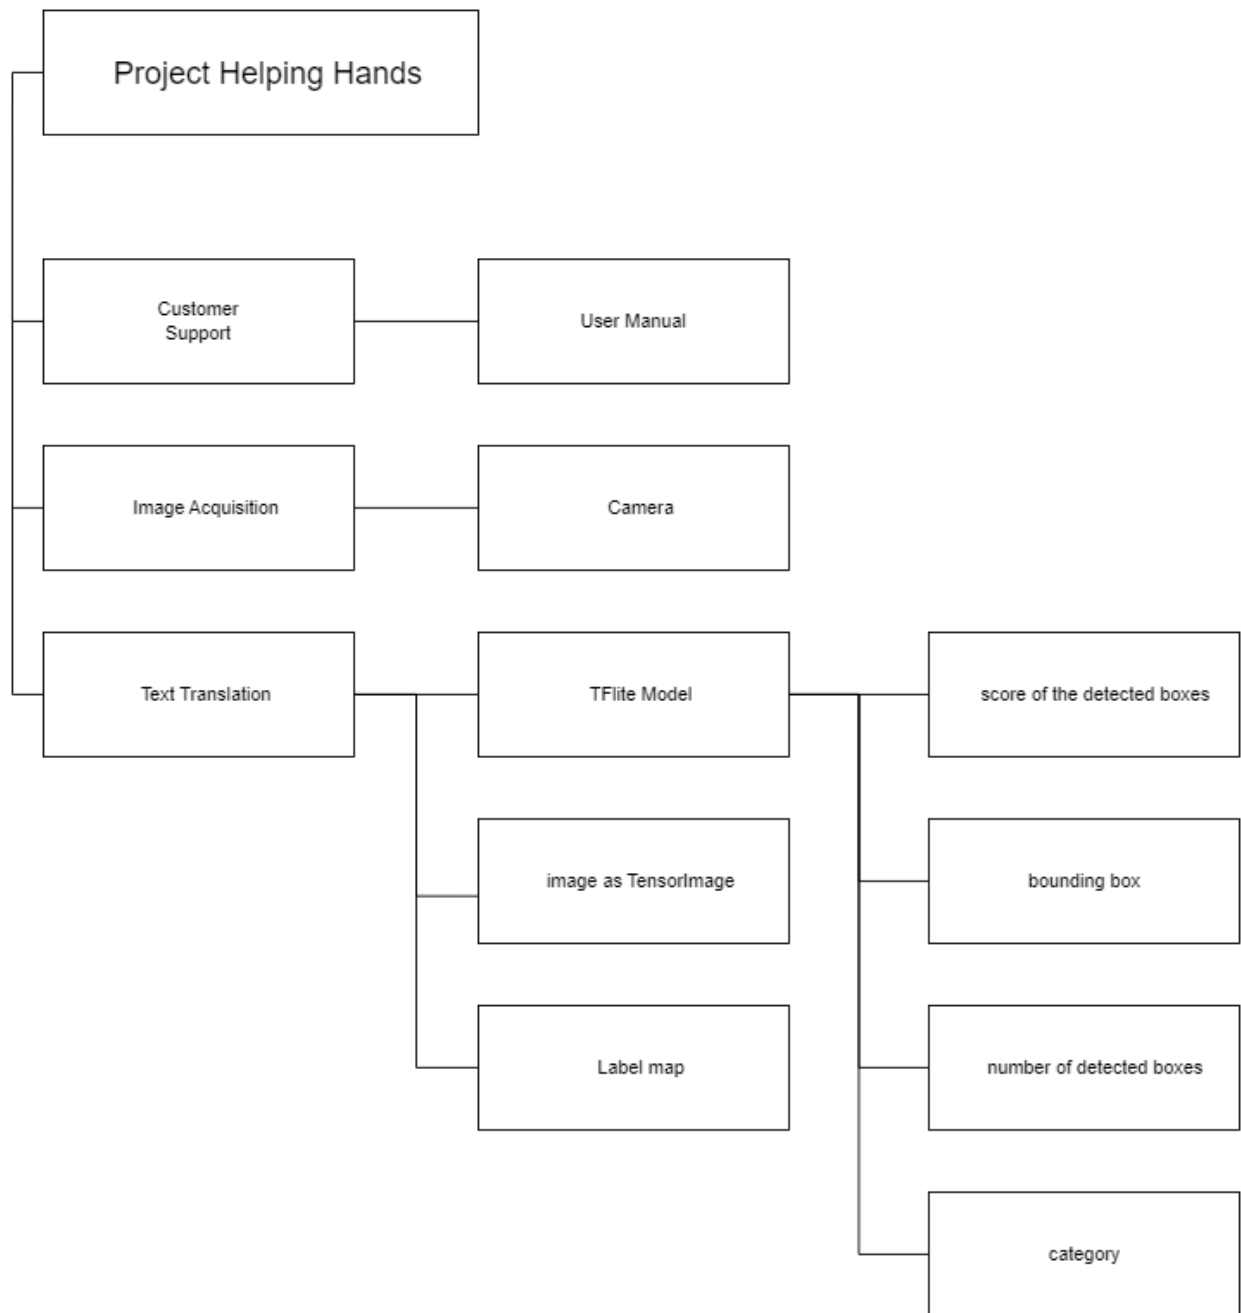 Project Helping Hands
Customer
Support
User Manual
Image Acquisition
Camera
Text Translation
TFlite Model
score of the detected boxes
image as TensorImage
bounding box
Label map
number of detected boxes
category